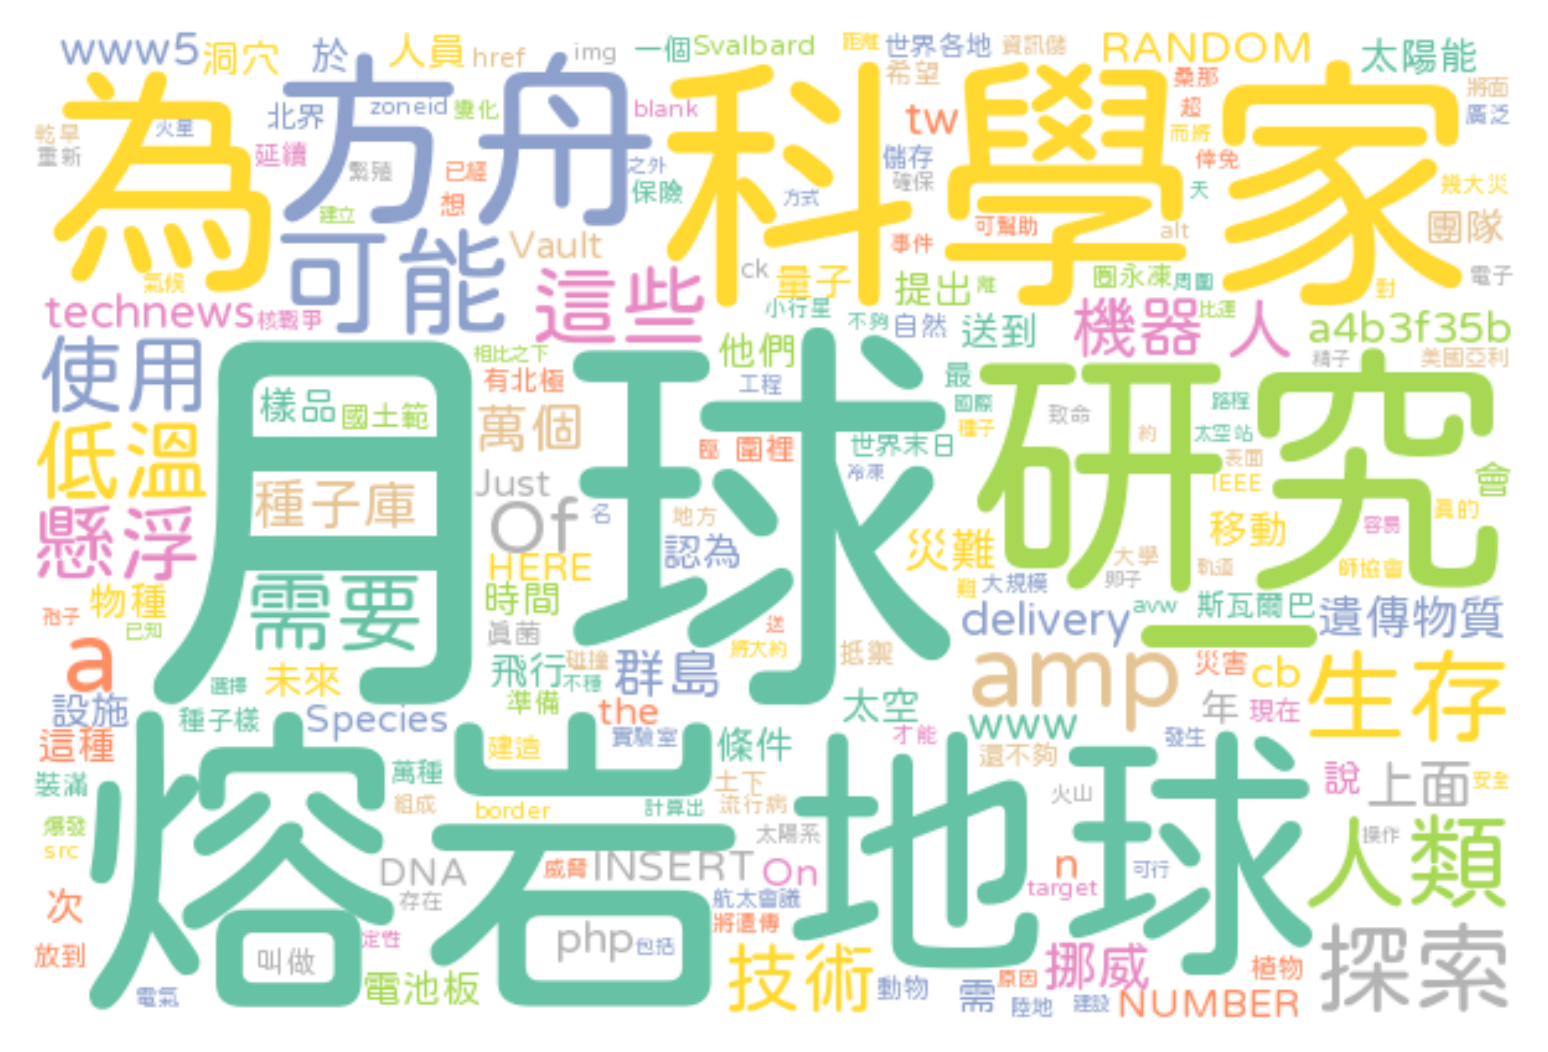 www5 洞穴 於 人員 href img 一個 Svalbard 距離 世界各地 資訊儲 RANDOM 太陽能
為 方舟 科學家
希望 桑那 將面
北界 zoneid 變化 blank tw 超 廣泛
乾旱 火星 而將
重新 延續 繁殖 已經 之外 儲存 倖免
確保 天 幾大災
建立 想 保險 方式 團隊
可能 Vault 這些 事件 可幫助 alt
氣候 ck 量子 提出 離 圈永凍 周圍 對 電子
technews 核戰爭 小行星 不夠 自然 送到 機器 人 比運 a4b3f35b
使用 月球 相比之下 他們 研究 精子 美國亞利
有北極 工程 最
樣品 國土範 萬個 國際 致命 路程
低溫 圍裡 世界末日 種子 約 太空站
種子庫 Just 冷凍 表面 會
懸浮 Of 名 地方 IEEE 真的
HERE 認為 災難 移動 容易
需要 大學 軌道 師協會
物種 時間 難 大規模 卵子
孢子 已知 真菌 送 delivery avw 斯瓦爾巴 一 遺傳物質
a 未來 飛行 碰撞 群島 將大約 抵禦 amp 災害 cb 生存
選擇 不穩
設施 種子樣 Species 準備 the 太空 www 年 現在
這種 熔岩 建造 實驗室 條件 地球 才能 還不夠 發生
裝滿 萬種 土下 說 上面 安全
組成 border 計算出 流行病 火山
爆發 太陽系 人類 操作
src DNA 威脅 INSERT On n 可行
次 存在 航太會議 target
放到 叫做 定性 php 包括 將遺傳 挪威 植物 探索
電氣 電池板 技術 動物 需 原因 陸地 建設 NUMBER